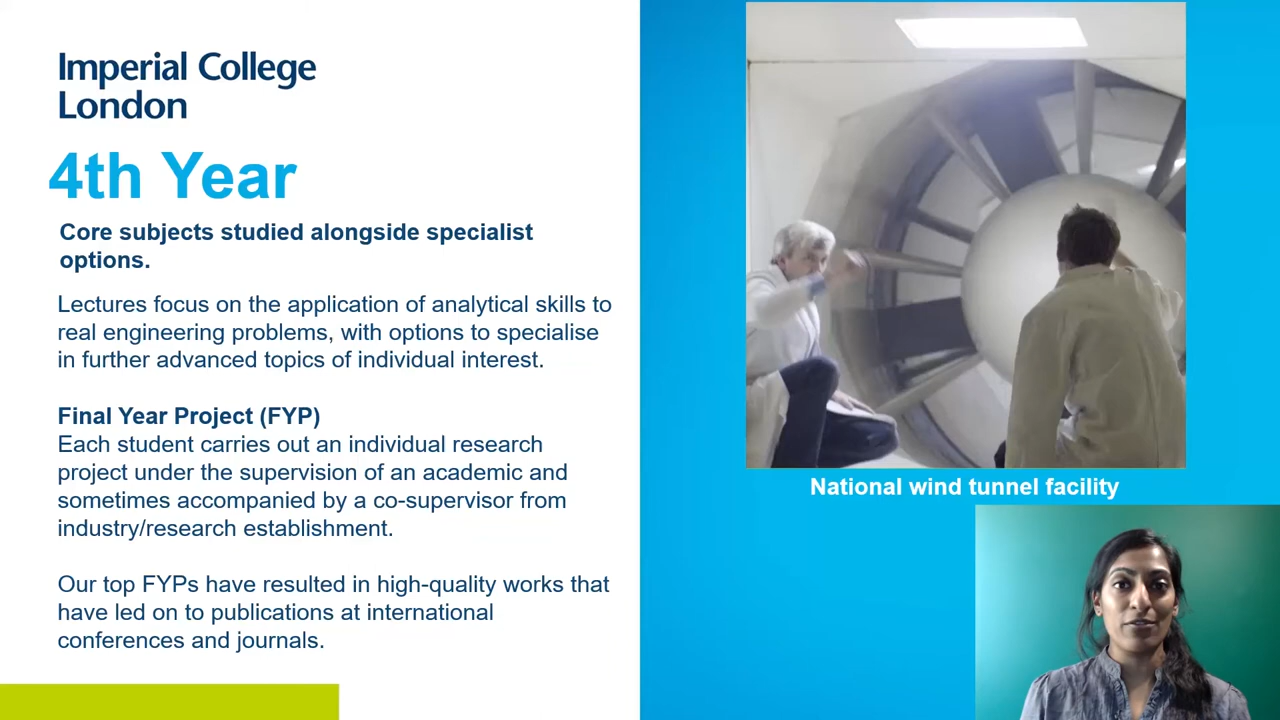 Imperial College
London
4th Year
Core subjects studied alongside specialist
options.
Lectures focus on the application of analytical skills to
real engineering problems, with options to specialise
in further advanced topics of individual interest.
Final Year Project (FYP)
Each student carries out an individual research
project under the supervision of an academic and
sometimes accompanied by a co-supervisor from
industry/research establishment.
Our top FYPs have resulted in high-quality works that
have led on to publications at international
conferences and journals.
National wind tunnel facility